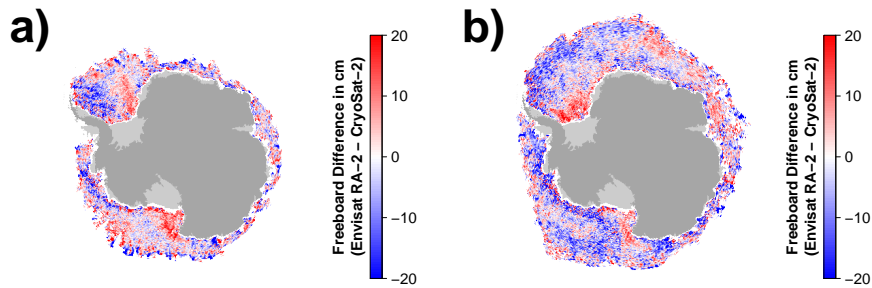 a)
20
10
0
−10
−20
Freeboard Difference in cm
(Envisat RA−2 − CryoSat−2)
b)
20
10
0
−10
−20
Freeboard Difference in cm
(Envisat RA−2 − CryoSat−2)